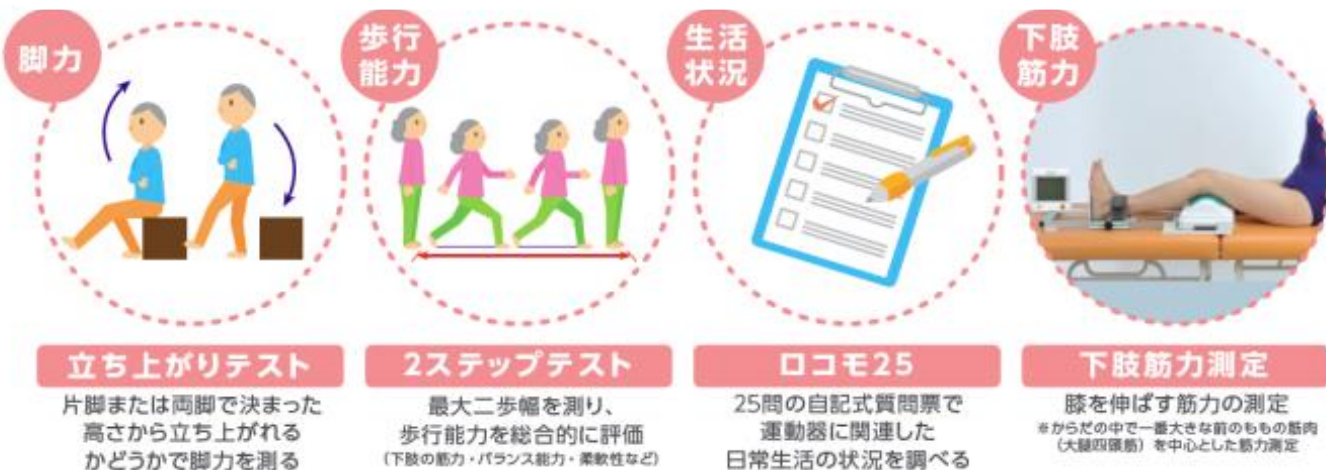 脚力
立ち上がりテスト
片脚または両脚で決まった
高さから立ち上がれる
かどうかで脚力を測る
歩行
能力
2ステップテスト
最大二歩幅を測り、
歩行能力を総合的に評価
(下肢の筋力・バランス能力・柔軟性など)
生活
状況
ロコモ25
25問の自記式質問票で
運動器に関連した
日常生活の状況を調べる
下肢
筋力
下肢筋力測定
膝を伸ばす筋力の測定
※からだの中で一番大きな前のももの筋肉
(大腿四頭筋)を中心とした筋力測定